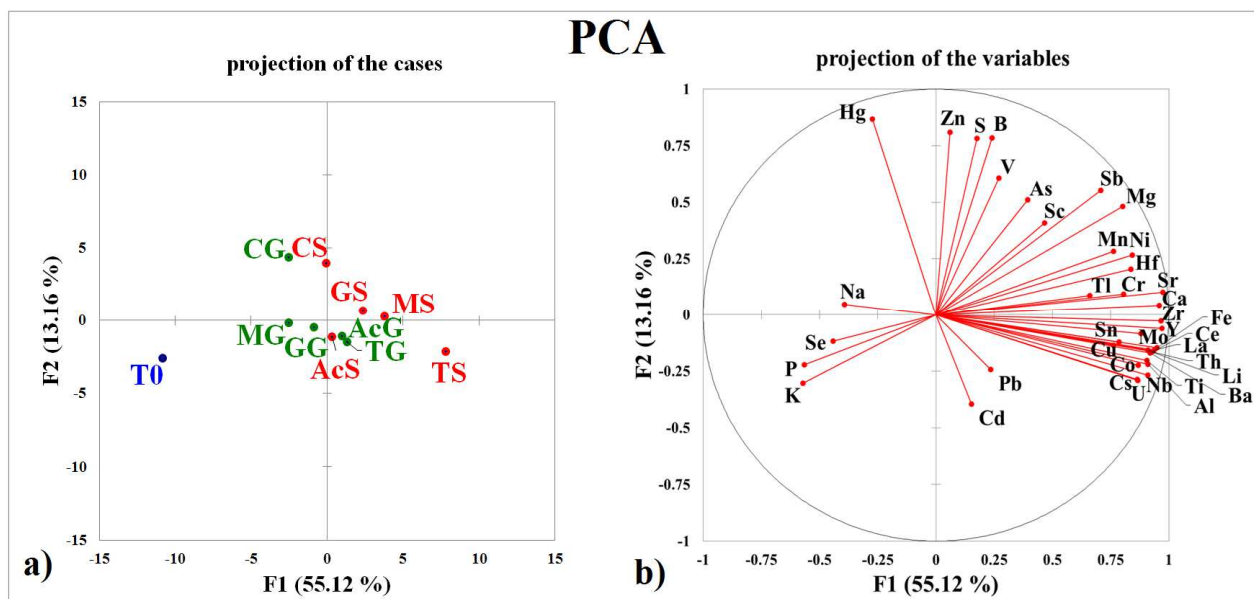 PCA
projection of the cases
15
10
5
0
-5
-10
-15
-15
-10
-5
0
5
10
15
F2 (13.16 %)
F1 (55.12 %)
CG
CS
GS
MS
MG
GG
AcG
TG
AcS
TS
T0
a)
projection of the variables
1
0.75
0.5
0.25
0
-0.25
-0.5
-0.75
-1
-1
-0.75
-0.5
-0.25
0
0.25
0.5
0.75
1
F2 (13.16 %)
F1 (55.12 %)
Hg
Zn
S
B
V
As
Sc
Sb
Mg
Mn
Ni
Hf
Tl
Cr
Sr
Ca
Zr
Y
Fe
Ce
La
Th
Li
Ba
Sn
Mo
Cu
Co
Cs
U
Nb
Ti
Al
Na
Se
P
K
Pb
Cd
b)